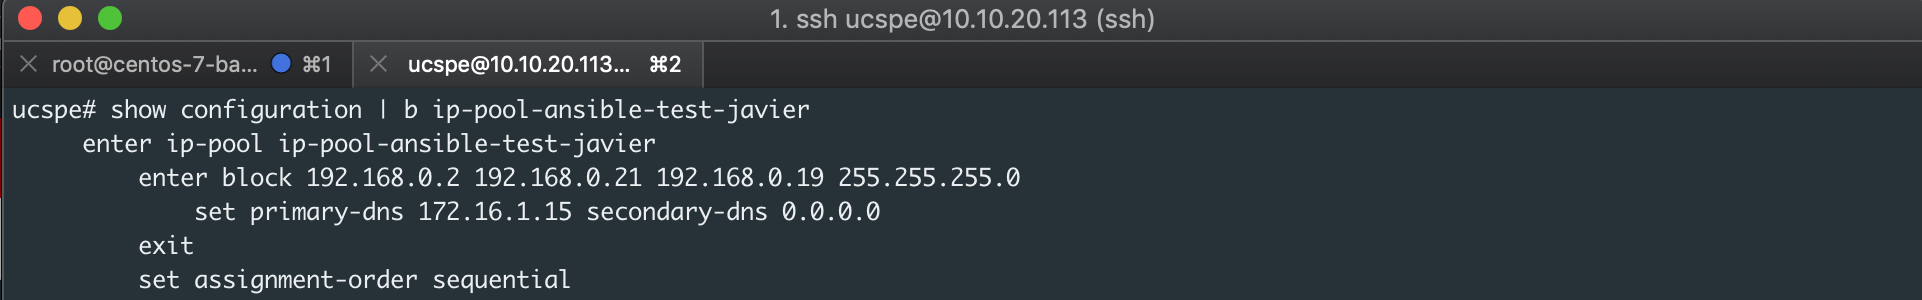 1. ssh ucspe@10.10.20.113 (ssh)
root@centos-7-ba... ⌘1 ucspe@10.10.20.113... ⌘2
ucspe# show configuration | b ip-pool-ansible-test-javier
enter ip-pool ip-pool-ansible-test-javier
enter block 192.168.0.2 192.168.0.21 192.168.0.19 255.255.255.0
set primary-dns 172.16.1.15 secondary-dns 0.0.0.0
exit
set assignment-order sequential